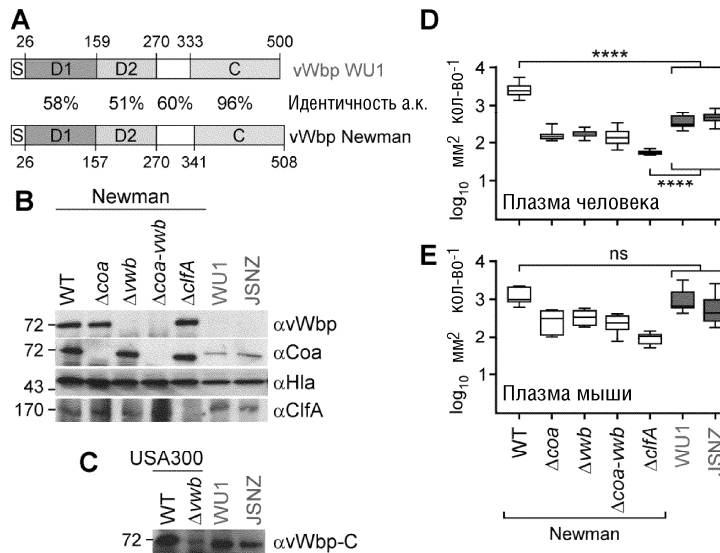 A
26 159 270 333 500
S D1 D2 C vWbp WU1
58% 51% 60% 96% Идентичность а.к.
S D1 D2 C vWbp Newman
26 157 270 341 508
B
Newman
WT Δcoa Δvwb Δcoa-vwb ΔclfA WU1 JSNZ
72 αvWbp
72 αCoa
43 αHla
170 αClfA
C
USA300
WT Δvwb WU1 JSNZ
72 αvWbp-C
D
log10 мм2 кол-во-1
4
3
2
1
****
****
Плазма человека
E
log10 мм2 кол-во-1
4
3
2
1
ns
Плазма мыши
WT Δcoa Δvwb Δcoa-vwb ΔclfA WU1 JSNZ
Newman